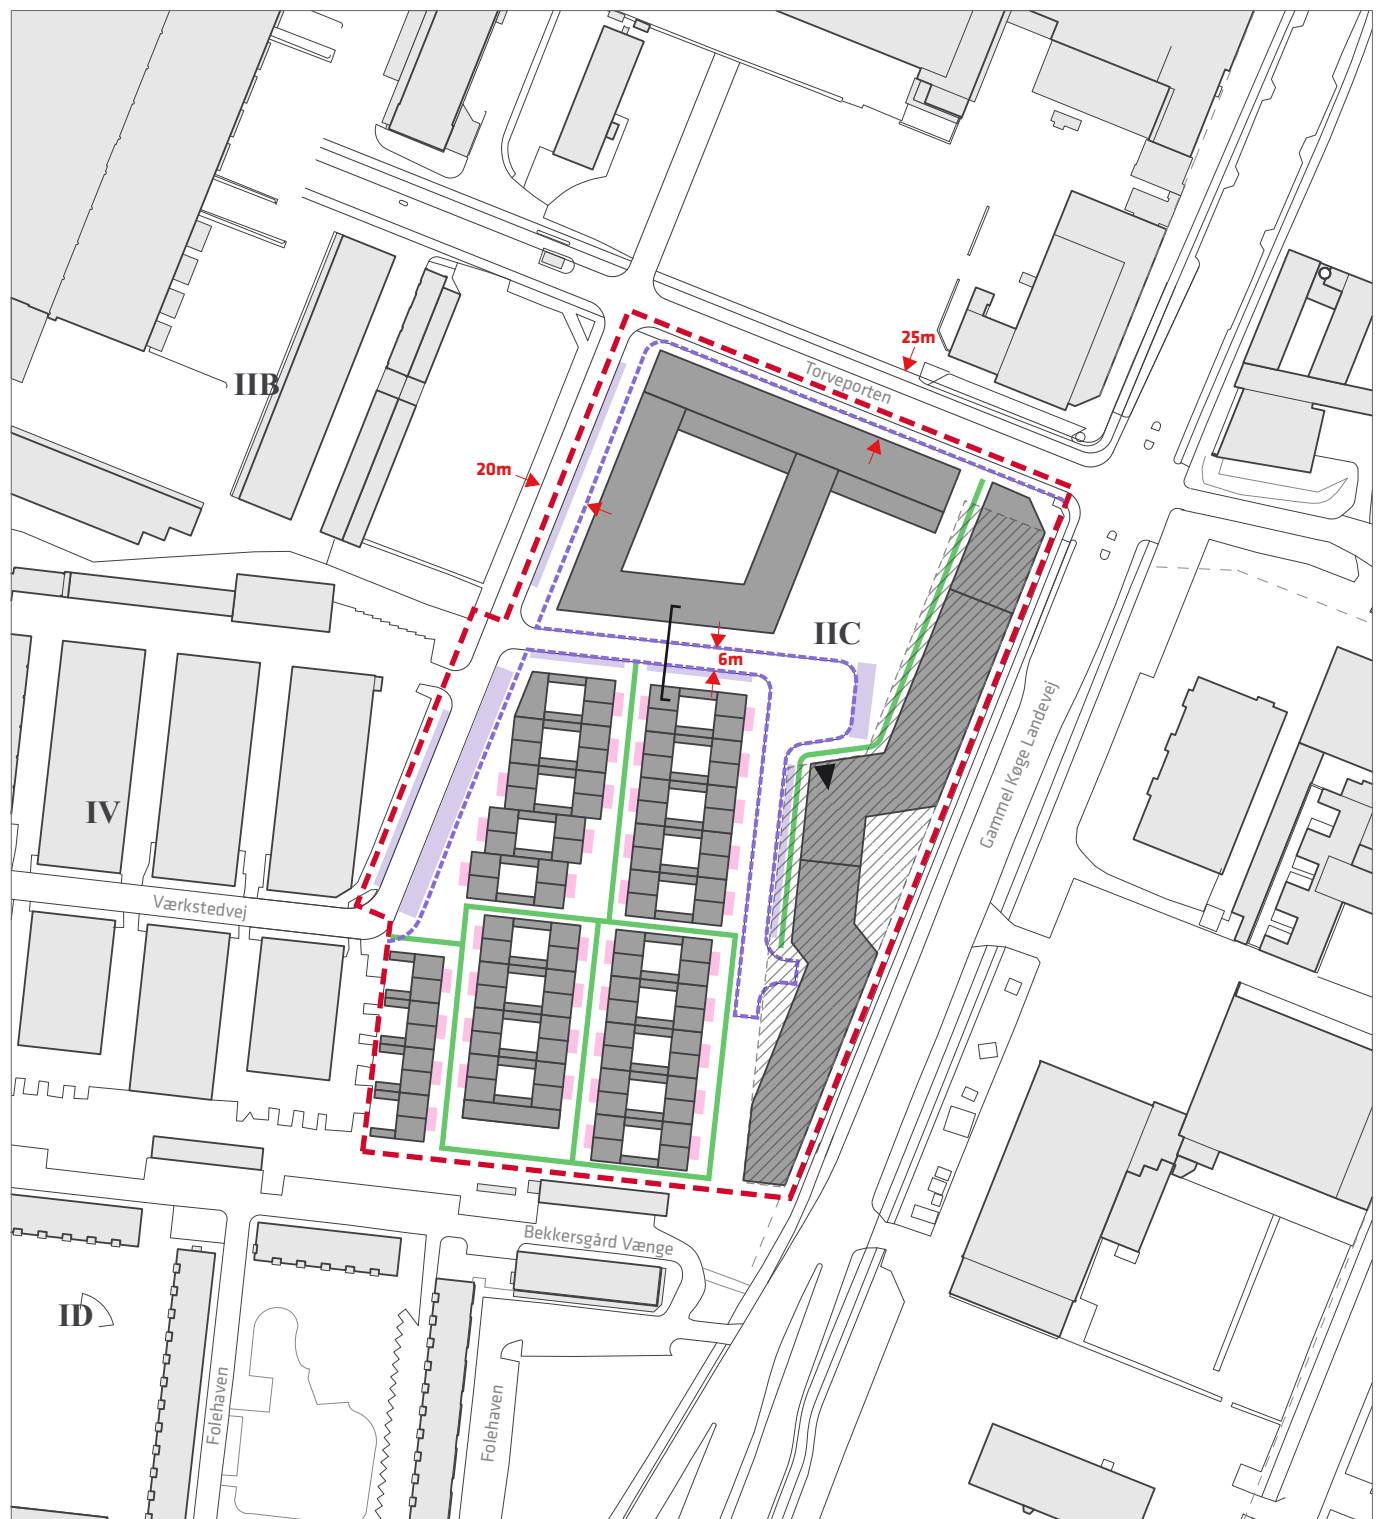 25m
Torveporten
IIB
20m
IIC
6m
Gammel Køge Landevej
IV
Værkstedvej
Bekkersgård Vænge
ID
Folehaven
Folehaven